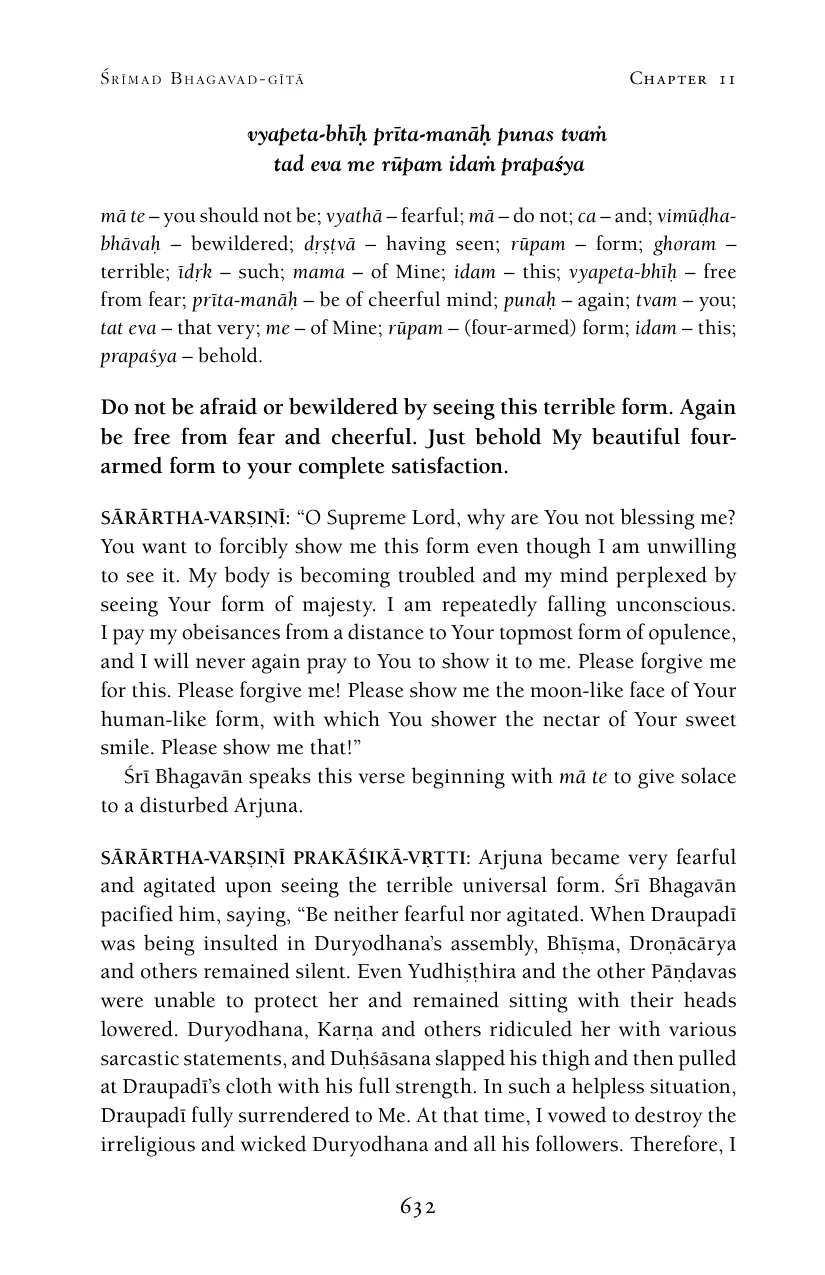 Śrīmad Bhagavad-gītā
Chapter 11
vyapeta-bhīḥ prīta-manāḥ punas tvaṁ
tad eva me rūpam idaṁ prapaśya
mā te – you should not be; vyathā – fearful; mā – do not; ca – and; vimūḍha-
bhāvaḥ – bewildered; dṛṣṭvā – having seen; rūpam – form; ghoram –
terrible; īdṛk – such; mama – of Mine; idam – this; vyapeta-bhīḥ – free
from fear; prīta-manāḥ – be of cheerful mind; punaḥ – again; tvam – you;
tat eva – that very; me – of Mine; rūpam – (four-armed) form; idam – this;
prapaśya – behold.
Do not be afraid or bewildered by seeing this terrible form. Again
be free from fear and cheerful. Just behold My beautiful four-
armed form to your complete satisfaction.
SĀRĀRTHA-VARṢIṆĪ: “O Supreme Lord, why are You not blessing me?
You want to forcibly show me this form even though I am unwilling
to see it. My body is becoming troubled and my mind perplexed by
seeing Your form of majesty. I am repeatedly falling unconscious.
I pay my obeisances from a distance to Your topmost form of opulence,
and I will never again pray to You to show it to me. Please forgive me
for this. Please forgive me! Please show me the moon-like face of Your
human-like form, with which You shower the nectar of Your sweet
smile. Please show me that!”
Śrī Bhagavān speaks this verse beginning with mā te to give solace
to a disturbed Arjuna.
SĀRĀRTHA-VARṢIṆĪ PRAKĀŚIKĀ-VṚTTI: Arjuna became very fearful
and agitated upon seeing the terrible universal form. Śrī Bhagavān
pacified him, saying, “Be neither fearful nor agitated. When Draupadī
was being insulted in Duryodhana’s assembly, Bhīṣma, Droṇācārya
and others remained silent. Even Yudhiṣṭhira and the other Pāṇḍavas
were unable to protect her and remained sitting with their heads
lowered. Duryodhana, Karṇa and others ridiculed her with various
sarcastic statements, and Duḥśāsana slapped his thigh and then pulled
at Draupadī’s cloth with his full strength. In such a helpless situation,
Draupadī fully surrendered to Me. At that time, I vowed to destroy the
irreligious and wicked Duryodhana and all his followers. Therefore, I
632